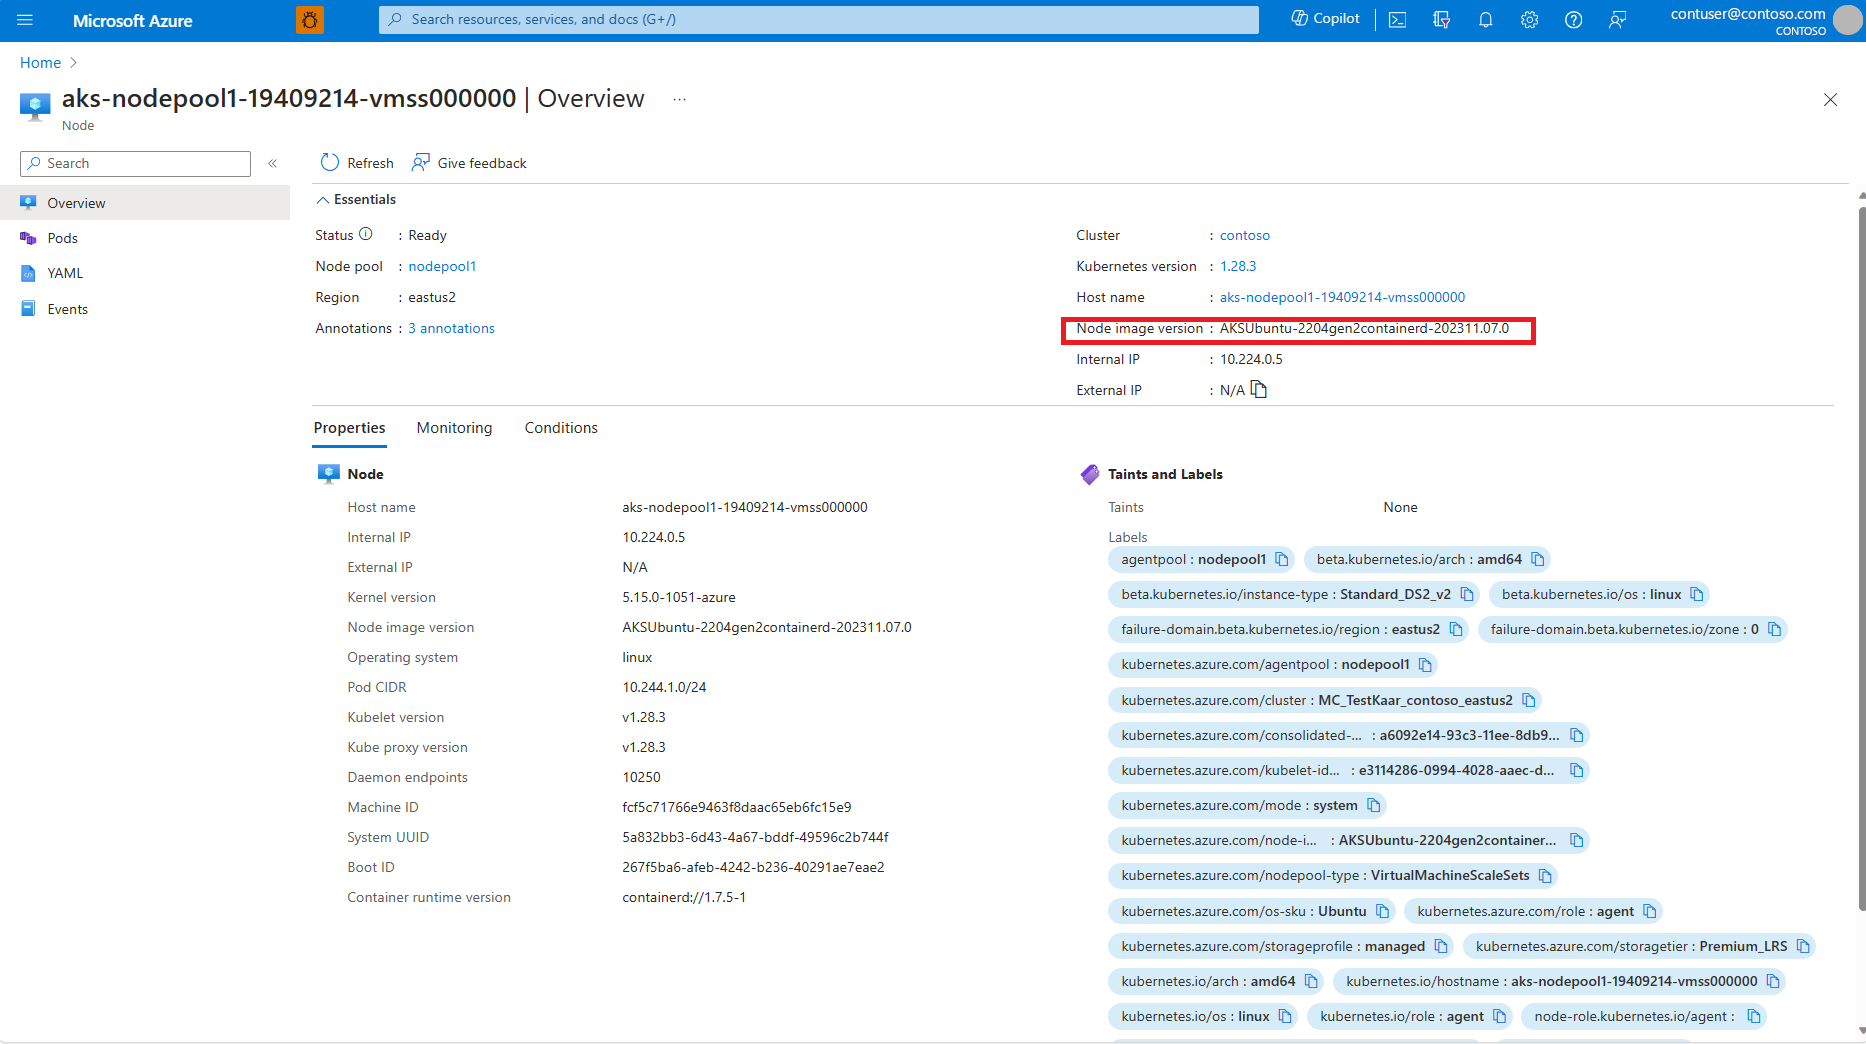 Microsoft Azure
Search resources, services, and docs (G+/)
Copilot
contuser@contoso.com
CONTOSO
Home
aks-nodepool1-19409214-vmss000000 | Overview ...
Node
Search
Overview
Pods
YAML
Events
Refresh
Give feedback
Essentials
Status : Ready
Node pool : nodepool1
Region : eastus2
Annotations : 3 annotations
Cluster : contoso
Kubernetes version : 1.28.3
Host name : aks-nodepool1-19409214-vmss000000
Node image version : AKSUbuntu-2204gen2containerd-202311.07.0
Internal IP : 10.224.0.5
External IP : N/A
Properties
Monitoring
Conditions
Node
Host name aks-nodepool1-19409214-vmss000000
Internal IP 10.224.0.5
External IP N/A
Kernel version 5.15.0-1051-azure
Node image version AKSUbuntu-2204gen2containerd-202311.07.0
Operating system linux
Pod CIDR 10.244.1.0/24
Kubelet version v1.28.3
Kube proxy version v1.28.3
Daemon endpoints 10250
Machine ID fcf5c71766e9463f8daac65eb6fc15e9
System UUID 5a832bb3-6d43-4a67-bddf-49596c2b744f
Boot ID 267f5ba6-afeb-4242-b236-40291ae7eae2
Container runtime version containerd://1.7.5-1
Taints and Labels
Taints None
Labels
agentpool : nodepool1
beta.kubernetes.io/arch : amd64
beta.kubernetes.io/instance-type : Standard_DS2_v2
beta.kubernetes.io/os : linux
failure-domain.beta.kubernetes.io/region : eastus2
failure-domain.beta.kubernetes.io/zone : 0
kubernetes.azure.com/agentpool : nodepool1
kubernetes.azure.com/cluster : MC_TestKaar_contoso_eastus2
kubernetes.azure.com/consolidated-... : a6092e14-93c3-11ee-8db9...
kubernetes.azure.com/kubelet-id... : e3114286-0994-4028-aaec-d...
kubernetes.azure.com/mode : system
kubernetes.azure.com/node-i... : AKSUbuntu-2204gen2container...
kubernetes.azure.com/nodepool-type : VirtualMachineScaleSets
kubernetes.azure.com/os-sku : Ubuntu
kubernetes.azure.com/role : agent
kubernetes.azure.com/storageprofile : managed
kubernetes.azure.com/storagetier : Premium_LRS
kubernetes.io/arch : amd64
kubernetes.io/hostname : aks-nodepool1-19409214-vmss000000
kubernetes.io/os : linux
kubernetes.io/role : agent
node-role.kubernetes.io/agent :